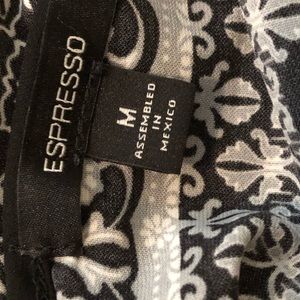 ESPRESSO
M
ASSEMBLED
IN
MEXICO